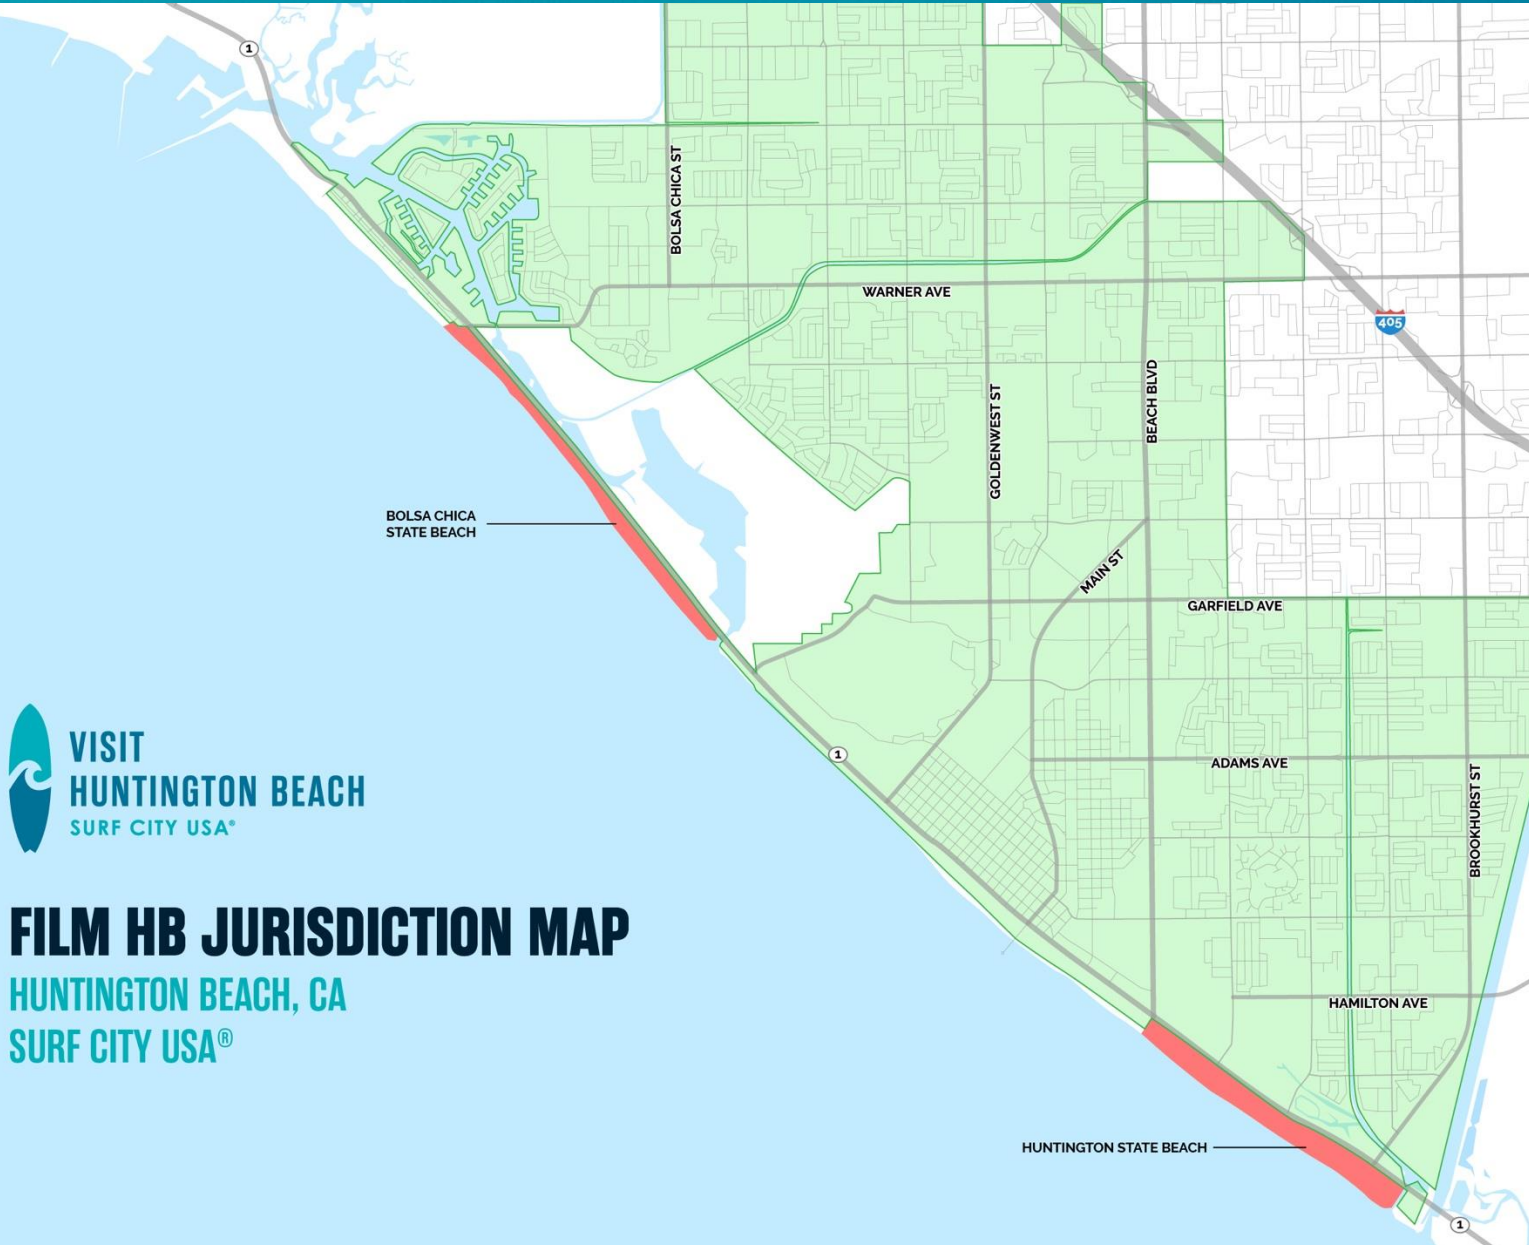 1
BOLSA CHICA ST
WARNER AVE
405
GOLDENWEST ST
BEACH BLVD
BOLSA CHICA
STATE BEACH
MAIN ST
GARFIELD AVE
VISIT
HUNTINGTON BEACH
SURF CITY USA®
1
ADAMS AVE
BROOKHURST ST
FILM HB JURISDICTION MAP
HUNTINGTON BEACH, CA
SURF CITY USA®
HAMILTON AVE
HUNTINGTON STATE BEACH
1